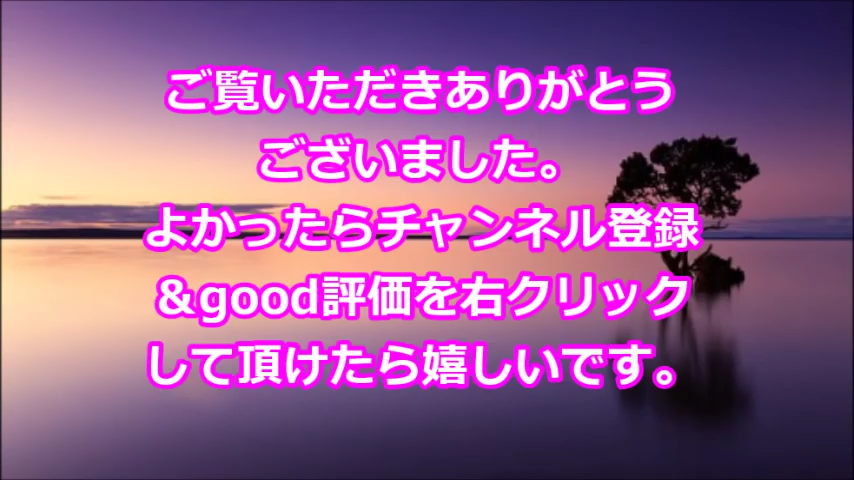 ご覧いただきありがとう
ございました。
よかったらチャンネル登録
＆good評価を右クリック
して頂けたら嬉しいです。